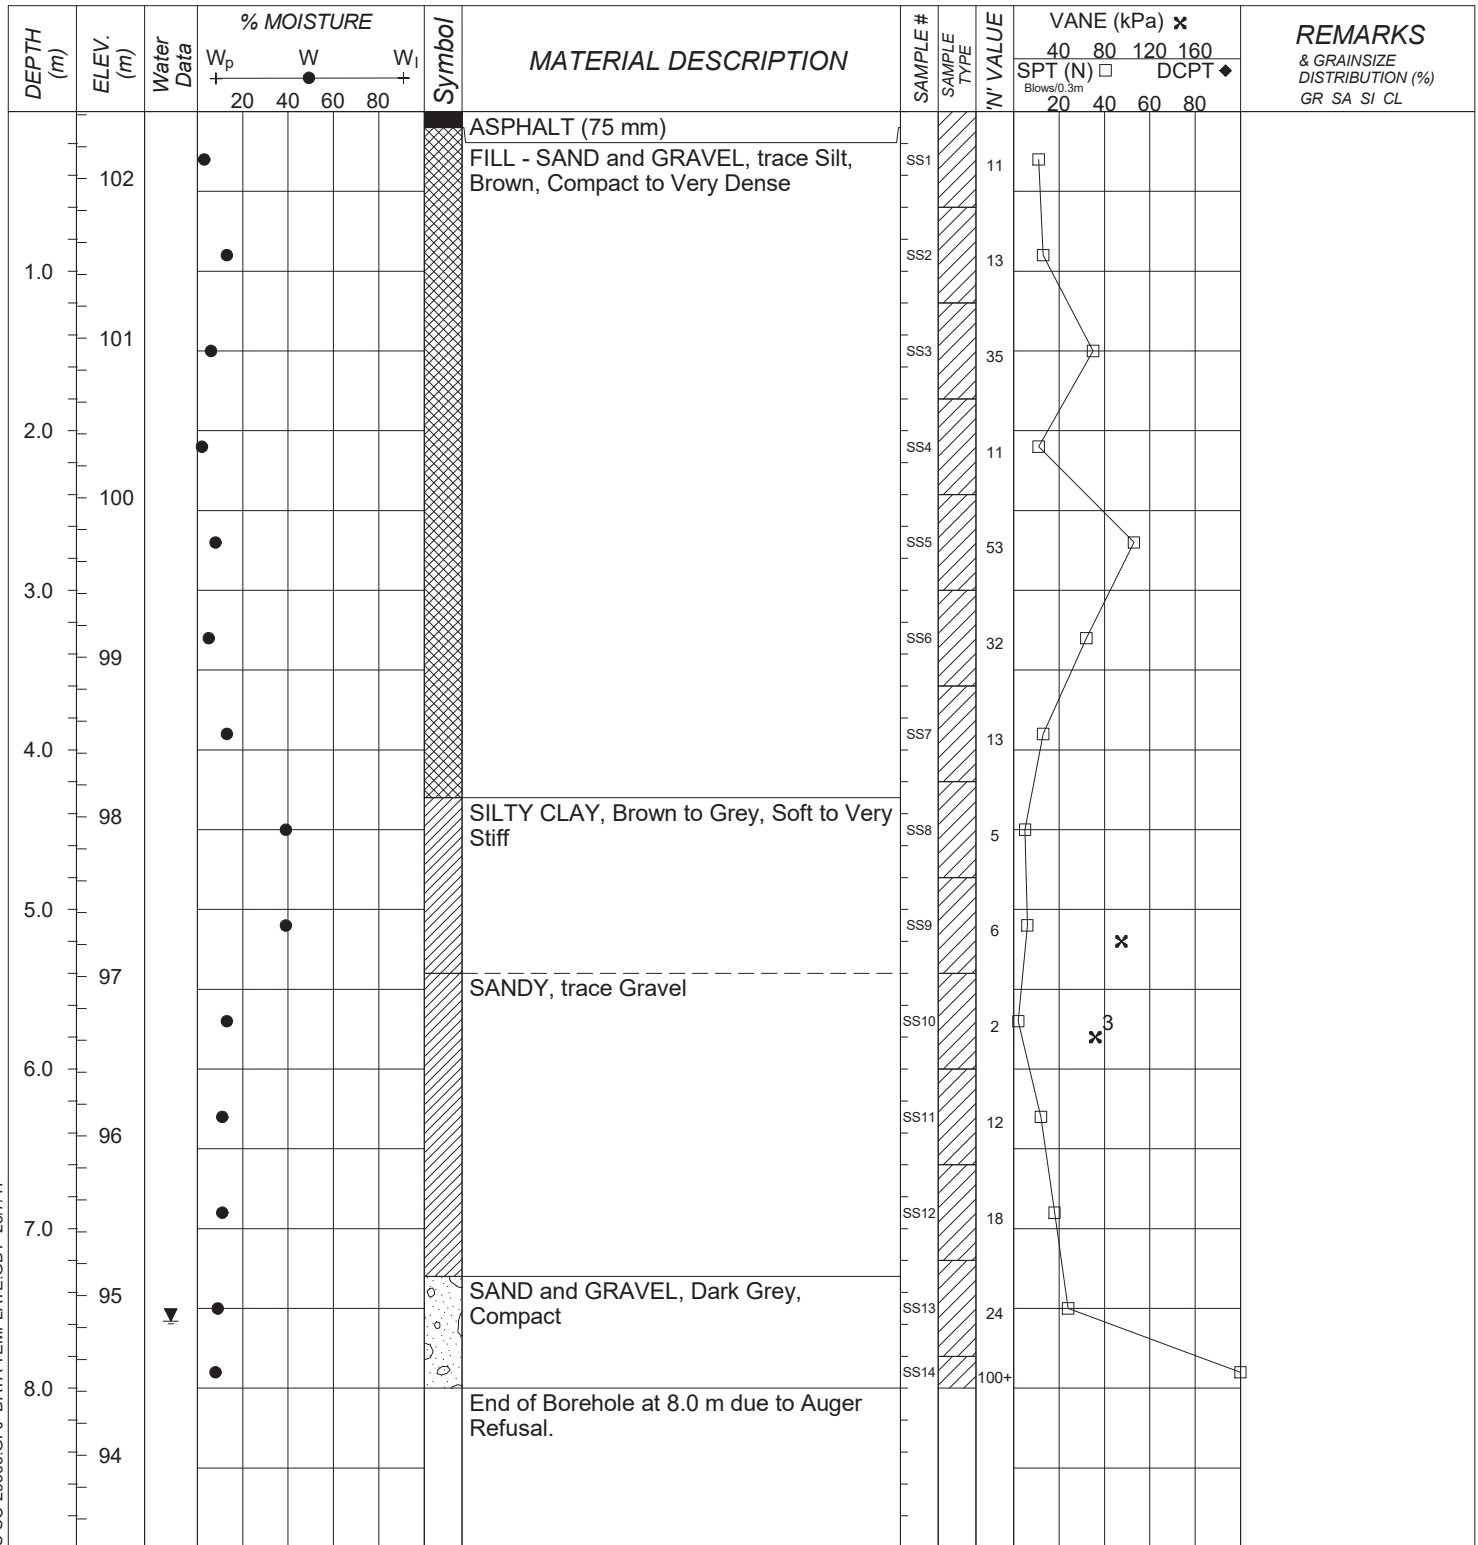 DEPTH (m)
ELEV. (m)
Water Data
% MOISTURE
Wp W Wl
20 40 60 80
Symbol
MATERIAL DESCRIPTION
SAMPLE #
SAMPLE TYPE
'N' VALUE
VANE (kPa)
40 80 120 160
SPT (N) DCPT
Blows/0.3m
20 40 60 80
REMARKS
& GRAINSIZE
DISTRIBUTION (%)
GR SA SI CL
ASPHALT (75 mm)
FILL - SAND and GRAVEL, trace Silt,
Brown, Compact to Very Dense
SS1 11
102
SS2 13
1.0
101
SS3 35
2.0
SS4 11
100
SS5 53
3.0
SS6 32
99
SS7 13
4.0
98
SILTY CLAY, Brown to Grey, Soft to Very
Stiff
SS8 5
5.0
SS9 6
97
SANDY, trace Gravel
SS10 2 3
6.0
SS11 12
96
SS12 18
7.0
95
SAND and GRAVEL, Dark Grey,
Compact
SS13 24
SS14 100+
8.0
End of Borehole at 8.0 m due to Auger
Refusal.
94